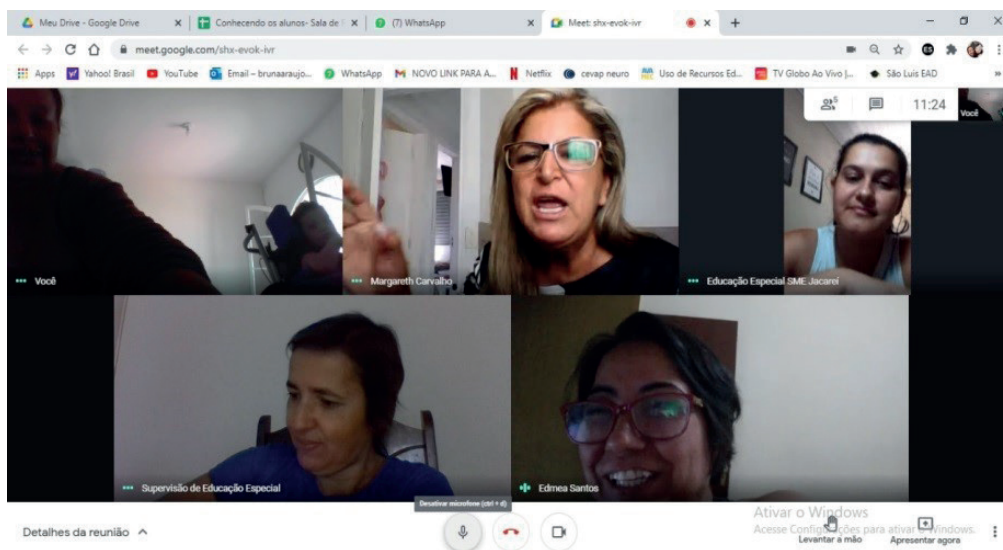 Meu Drive - Google Drive
Conhecendo os alunos- Sala de
(7) WhatsApp
Meet: shx-evok-ivr
meet.google.com/shx-evok-ivr
ES
Apps
Yahoo! Brasil
YouTube
Email – brunaaraujo...
WhatsApp
NOVO LINK PARA A...
Netflix
cevap neuro
Uso de Recursos Ed...
TV Globo Ao Vivo |...
São Luis EAD
5
11:24
Você
Você
Margareth Carvalho
Educação Especial SME Jacareí
Supervisão de Educação Especial
Edmea Santos
Desativar microfone (ctrl + d)
Detalhes da reunião
Ativar o Windows
Acesse Configurações para ativar o Windows.
Levantar a mão
Apresentar agora